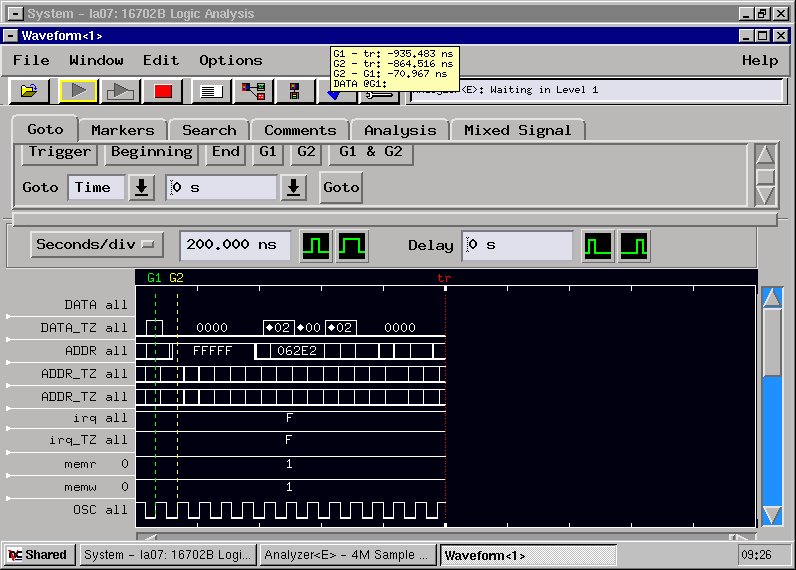 System - la07: 16702B Logic Analysis
Waveform<1>
File Window Edit Options Help
G1 - tr: -935.483 ns
G2 - tr: -864.516 ns
G2 - G1: -70.967 ns
DATA @G1:
<E>: Waiting in Level 1
Goto Markers Search Comments Analysis Mixed Signal
Trigger Beginning End G1 G2 G1 & G2
Goto Time 0 s Goto
Seconds/div 200.000 ns Delay 0 s
G1 G2 tr
DATA all
DATA_TZ all 0000 ◆02 ◆00 ◆02 0000
ADDR all FFFFF 062E2
ADDR_TZ all
ADDR_TZ all
irq all F
irq_TZ all F
memr 0 1
memw 0 1
OSC all
Shared System - la07: 16702B Logi... Analyzer<E> - 4M Sample ... Waveform<1> 09:26